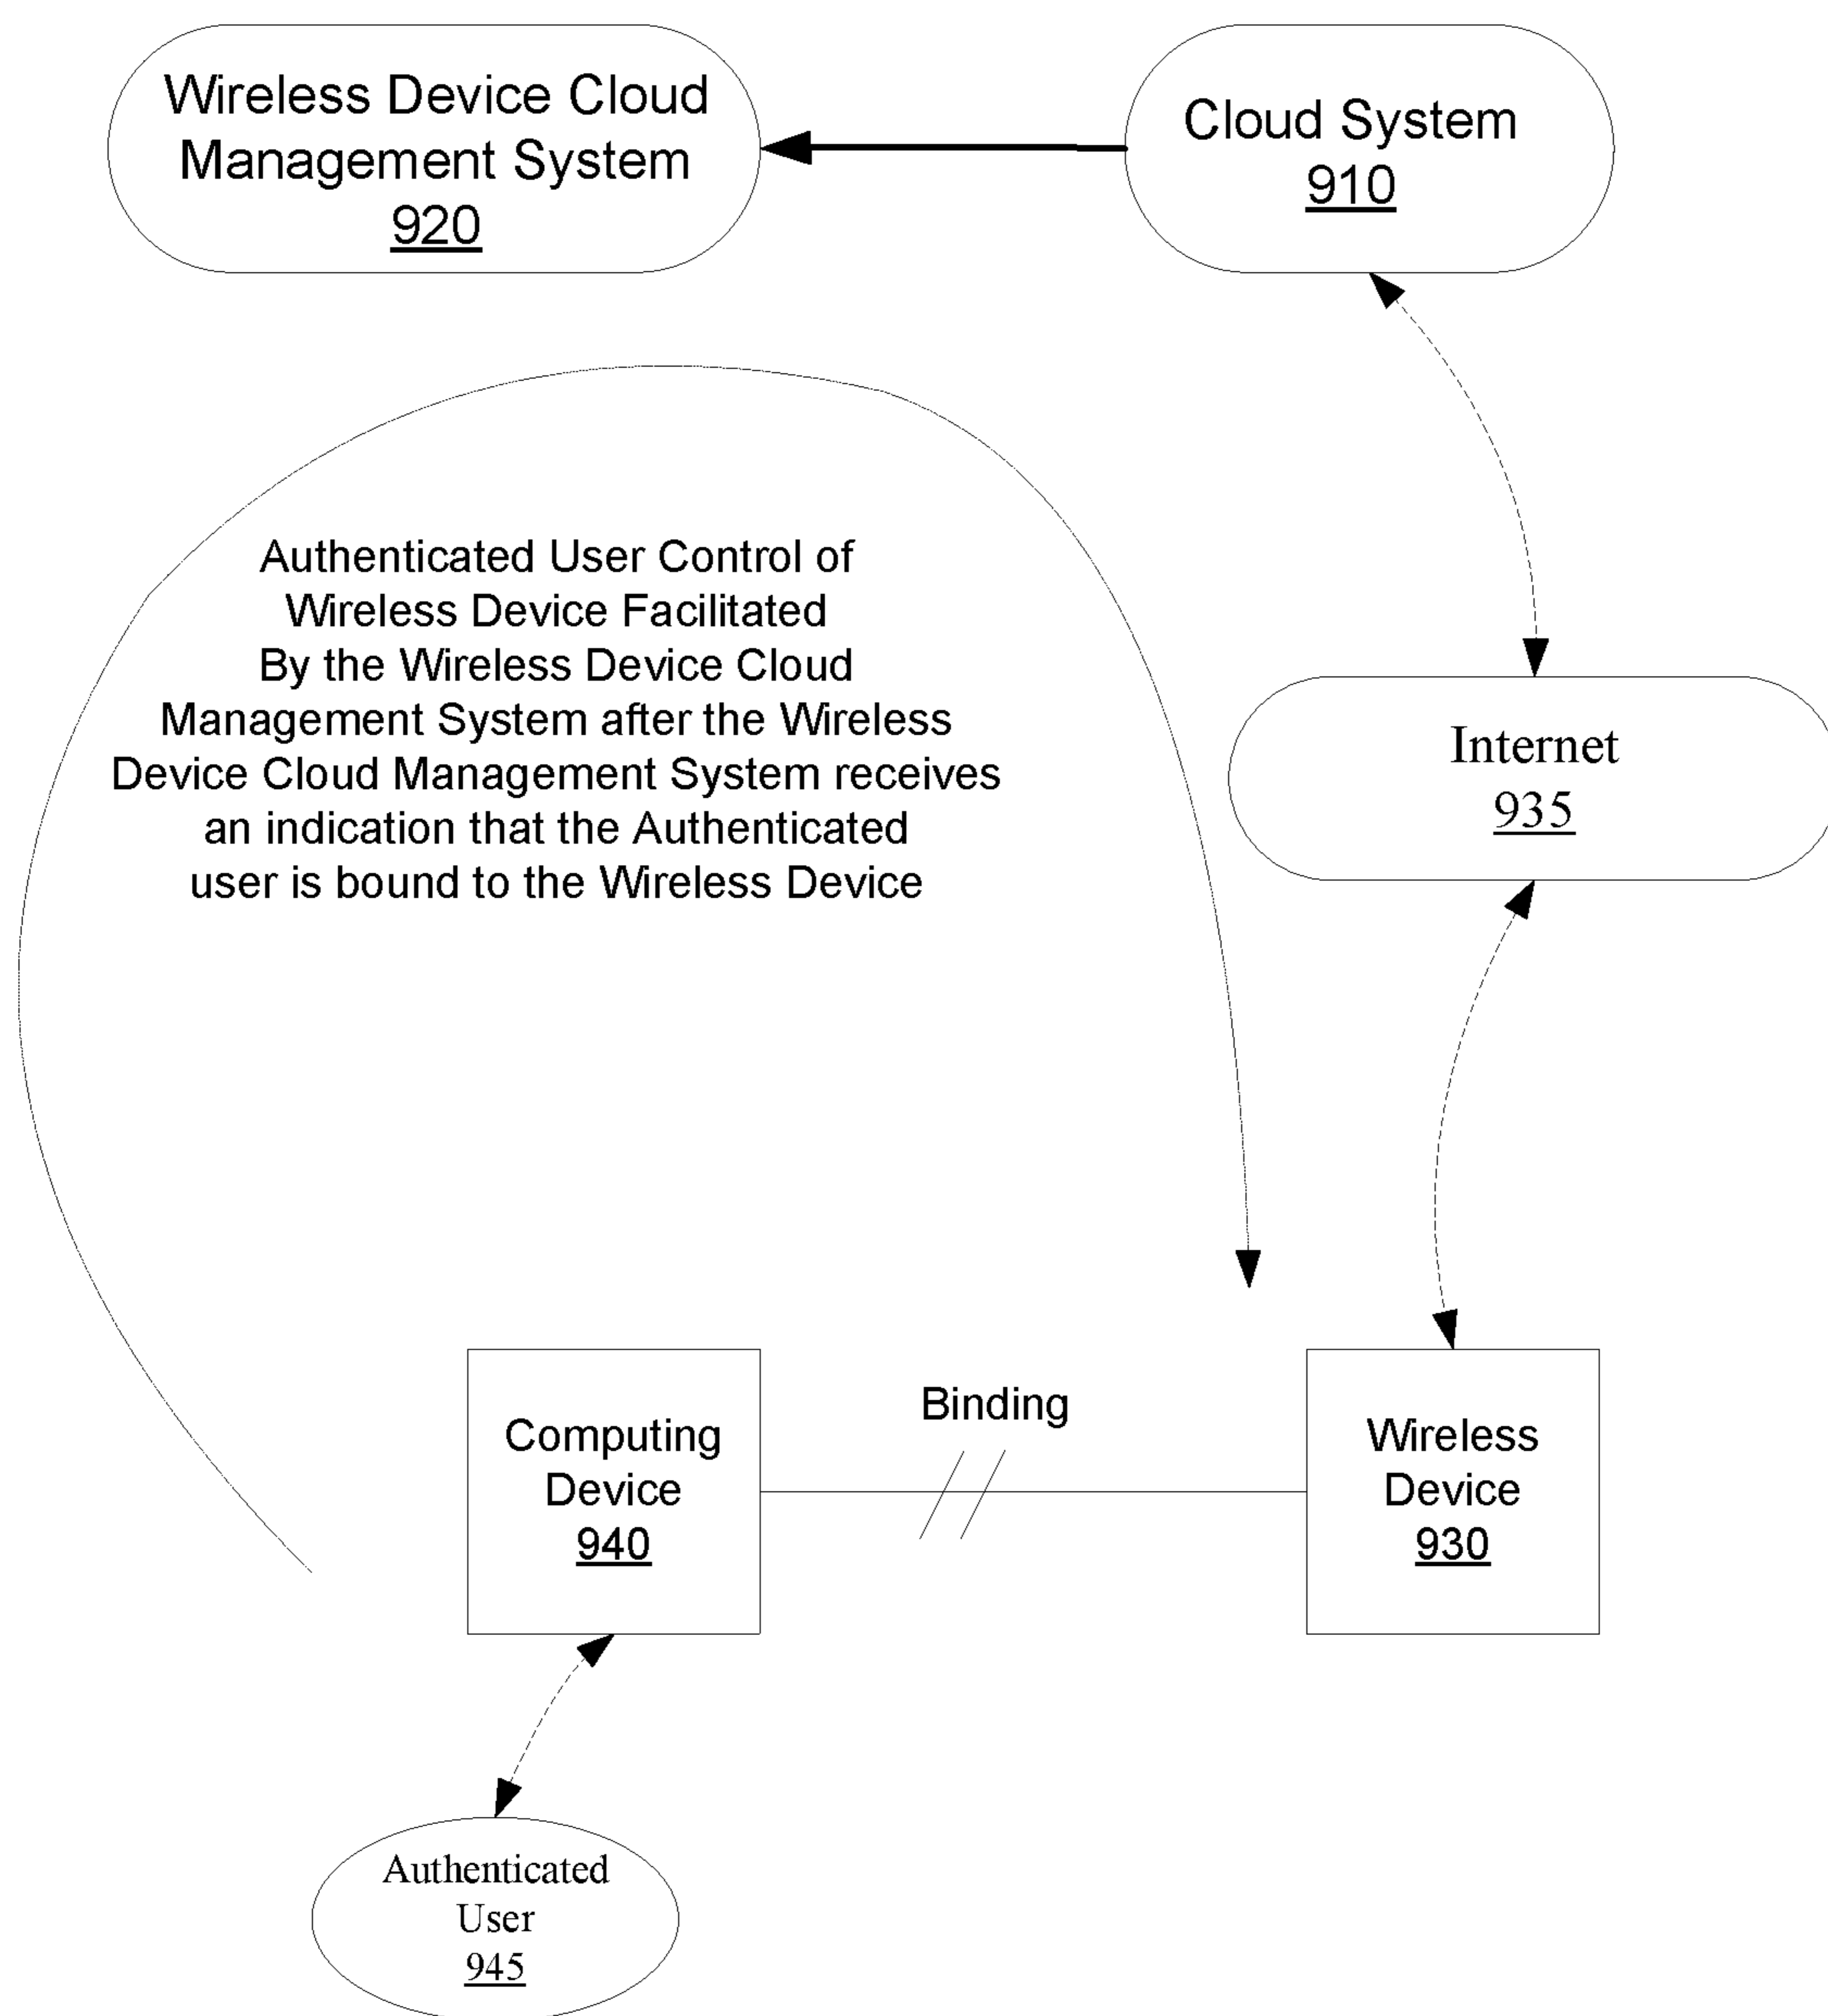 Wireless Device Cloud
Management System
920
Cloud System
910
Authenticated User Control of
Wireless Device Facilitated
By the Wireless Device Cloud
Management System after the Wireless
Device Cloud Management System receives
an indication that the Authenticated
user is bound to the Wireless Device
Internet
935
Binding
Computing
Device
940
Wireless
Device
930
Authenticated
User
945